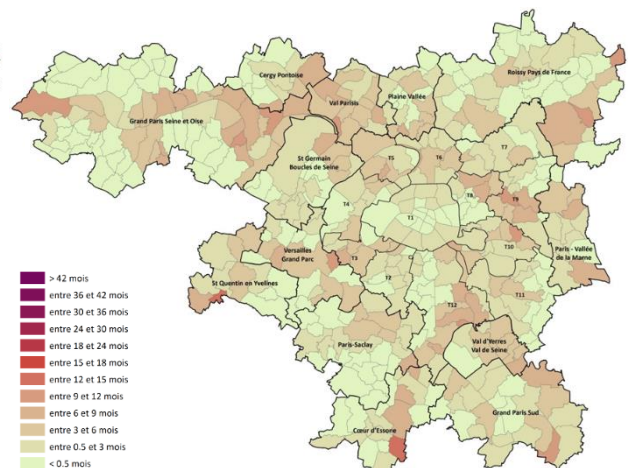 Cergy Pontoise
Roissy Pays de France
Val Parisis
Plaine Vallée
Grand Paris Seine et Oise
T7
T5
T6
St Germain
Boucles de Seine
T8
T9
T4
T1
Versailles
Grand Parc
T3
T10
Paris - Vallée
de la Marne
T2
St Quentin en Yvelines
T11
T12
Paris-Saclay
Val d'Yerres
Val de Seine
Grand Paris Sud
Cœur d'Essonne
> 42 mois
entre 36 et 42 mois
entre 30 et 36 mois
entre 24 et 30 mois
entre 18 et 24 mois
entre 15 et 18 mois
entre 12 et 15 mois
entre 9 et 12 mois
entre 6 et 9 mois
entre 3 et 6 mois
entre 0.5 et 3 mois
< 0.5 mois